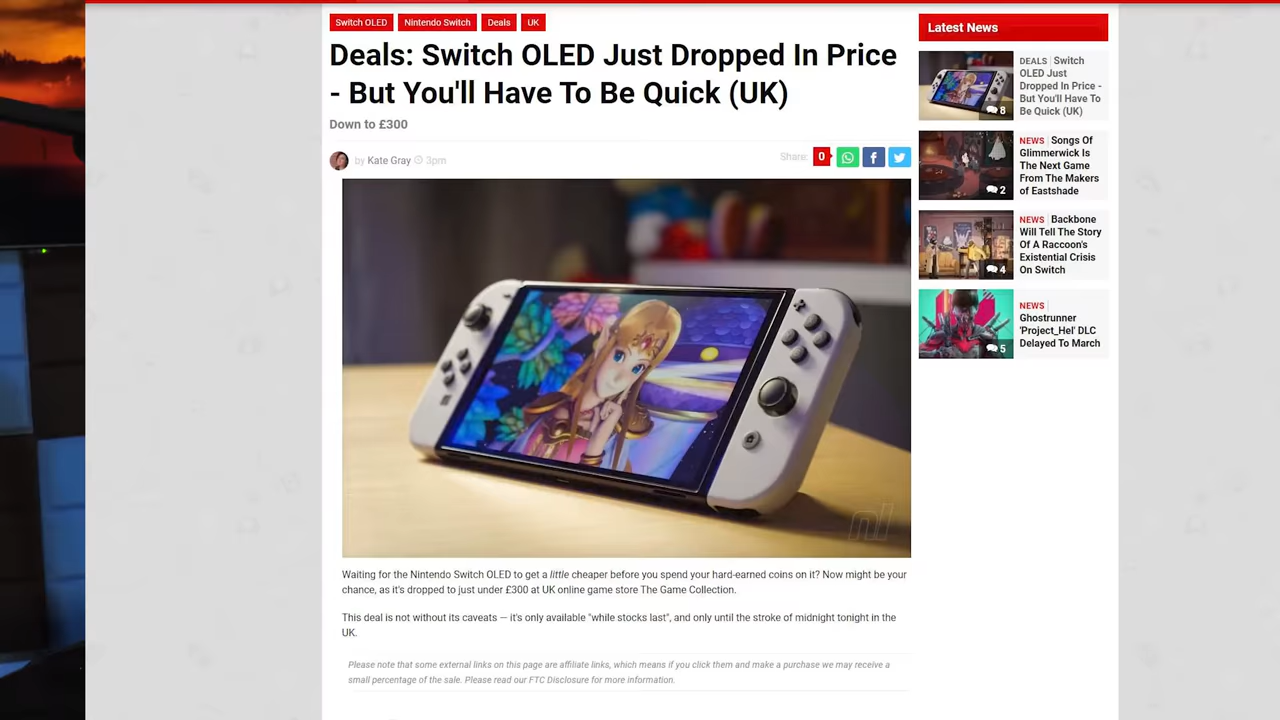 Switch OLED Nintendo Switch Deals UK
Deals: Switch OLED Just Dropped In Price
- But You'll Have To Be Quick (UK)
Down to £300
by Kate Gray 3pm
Share: 0
Waiting for the Nintendo Switch OLED to get a little cheaper before you spend your hard-earned coins on it? Now might be your
chance, as it's dropped to just under £300 at UK online game store The Game Collection.
This deal is not without its caveats — it's only available "while stocks last", and only until the stroke of midnight tonight in the
UK.
Please note that some external links on this page are affiliate links, which means if you click them and make a purchase we may receive a
small percentage of the sale. Please read our FTC Disclosure for more information.
Latest News
DEALS Switch
OLED Just
Dropped In Price -
But You'll Have To
Be Quick (UK)
8
NEWS Songs Of
Glimmerwick Is
The Next Game
From The Makers
of Eastshade
2
NEWS Backbone
Will Tell The Story
Of A Raccoon's
Existential Crisis
On Switch
4
NEWS
Ghostrunner
'Project_Hel' DLC
Delayed To March
5
nl